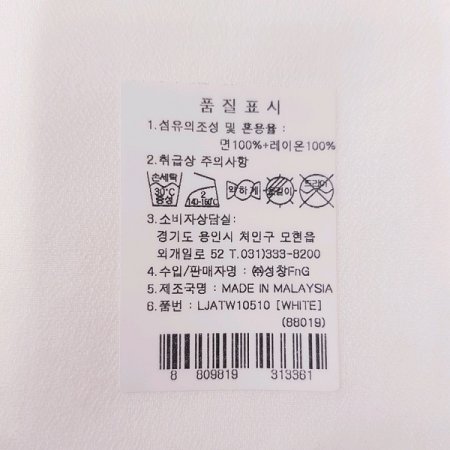 품질표시
1.섬유의조성 및 혼용율 :
면100%+레이온100%
2.취급상 주의사항
손세탁
30℃
중성
2
140-160℃
약하게
드라이
3.소비자상담실:
경기도 용인시 처인구 모현읍
외개일로 52 T.031)333-8200
4.수입/판매자명 : ㈜성창FnG
5.제조국명 : MADE IN MALAYSIA
6.품번 : LJATW10510 [WHITE]
(88019)
8 809819 313361